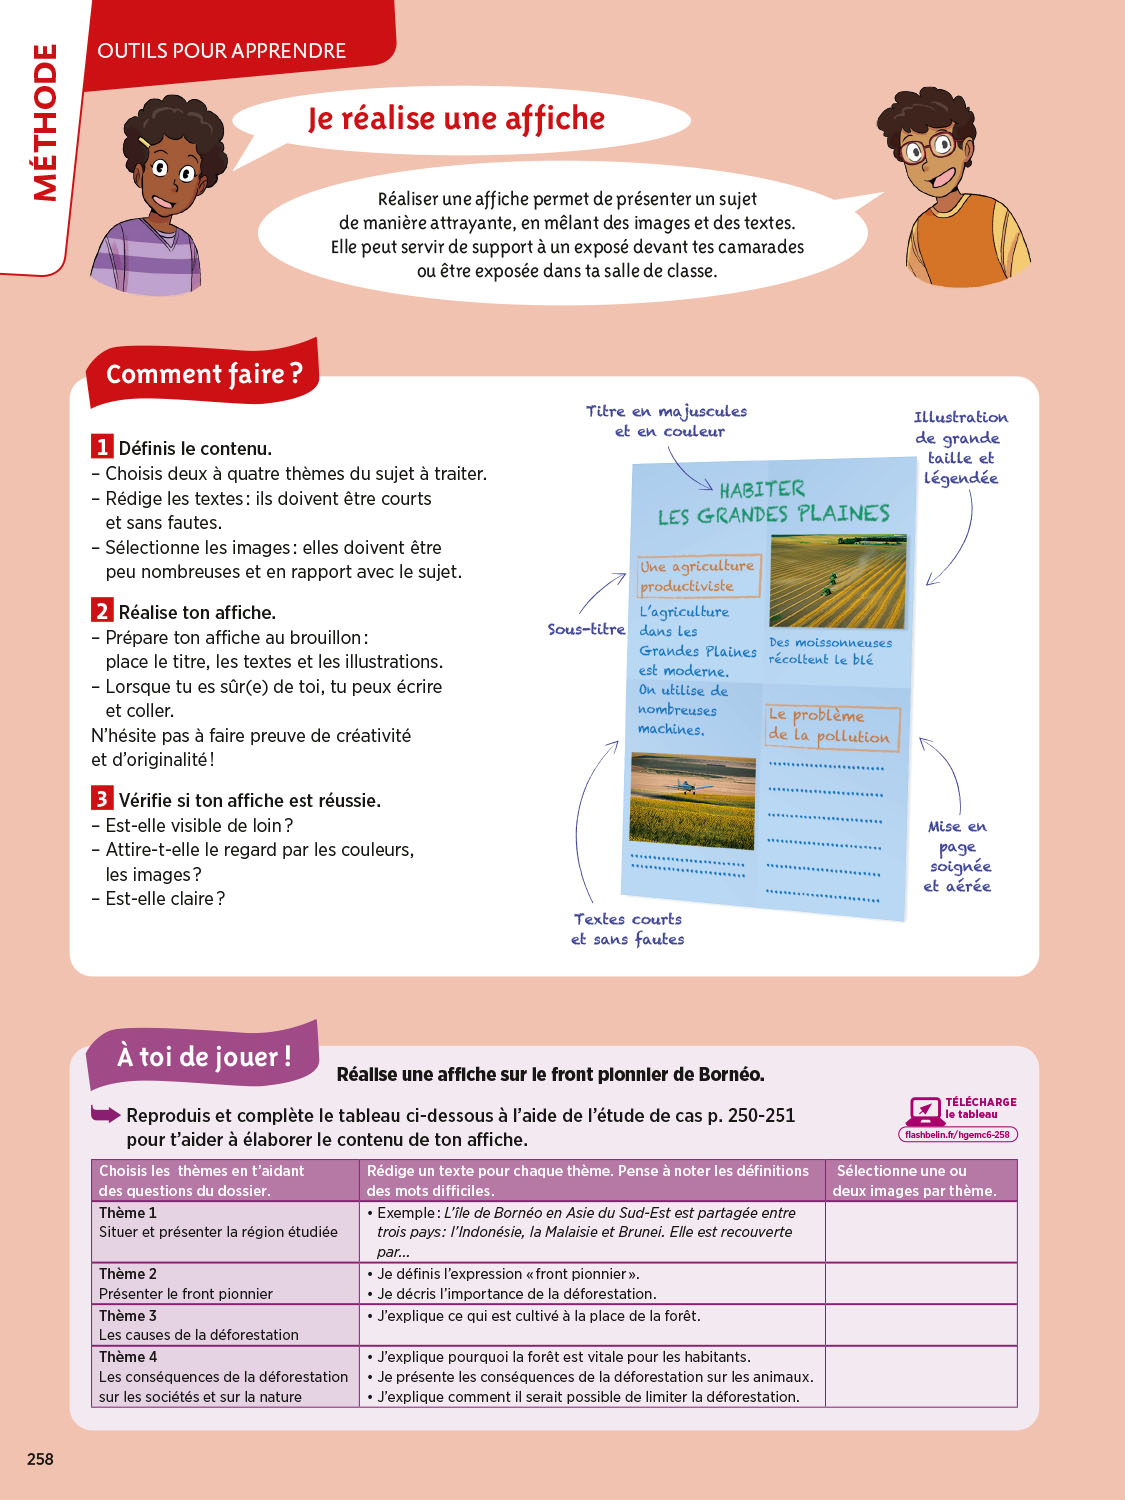 MÉTHODE
OUTILS POUR APPRENDRE
Je réalise une affiche
Réaliser une affiche permet de présenter un sujet
de manière attrayante, en mêlant des images et des textes.
Elle peut servir de support à un exposé devant tes camarades
ou être exposée dans ta salle de classe.
Comment faire ?
1 Définis le contenu.
– Choisis deux à quatre thèmes du sujet à traiter.
– Rédige les textes : ils doivent être courts
et sans fautes.
– Sélectionne les images : elles doivent être
peu nombreuses et en rapport avec le sujet.
2 Réalise ton affiche.
– Prépare ton affiche au brouillon :
place le titre, les textes et les illustrations.
– Lorsque tu es sûr(e) de toi, tu peux écrire
et coller.
N'hésite pas à faire preuve de créativité
et d'originalité !
3 Vérifie si ton affiche est réussie.
– Est-elle visible de loin ?
– Attire-t-elle le regard par les couleurs,
les images ?
– Est-elle claire ?
Titre en majuscules
et en couleur
Illustration
de grande
taille et
légendée
HABITER
LES GRANDES PLAINES
Une agriculture
productiviste
Sous-titre
L'agriculture
dans les
Grandes Plaines
est moderne.
On utilise de
nombreuses
machines.
Des moissonneuses
récoltent le blé
Le problème
de la pollution
Mise en
page
soignée
et aérée
Textes courts
et sans fautes
À toi de jouer !
Réalise une affiche sur le front pionnier de Bornéo.
Reproduis et complète le tableau ci-dessous à l'aide de l'étude de cas p. 250-251
pour t'aider à élaborer le contenu de ton affiche.
TÉLÉCHARGE
le tableau
flashbelin.fr/hgemc6-258
Choisis les thèmes en t'aidant
des questions du dossier.
Rédige un texte pour chaque thème. Pense à noter les définitions
des mots difficiles.
Sélectionne une ou
deux images par thème.
Thème 1
Situer et présenter la région étudiée
• Exemple : L'île de Bornéo en Asie du Sud-Est est partagée entre
trois pays : l'Indonésie, la Malaisie et Brunei. Elle est recouverte
par...
Thème 2
Présenter le front pionnier
• Je définis l'expression « front pionnier ».
• Je décris l'importance de la déforestation.
Thème 3
Les causes de la déforestation
• J'explique ce qui est cultivé à la place de la forêt.
Thème 4
Les conséquences de la déforestation
sur les sociétés et sur la nature
• J'explique pourquoi la forêt est vitale pour les habitants.
• Je présente les conséquences de la déforestation sur les animaux.
• J'explique comment il serait possible de limiter la déforestation.
258